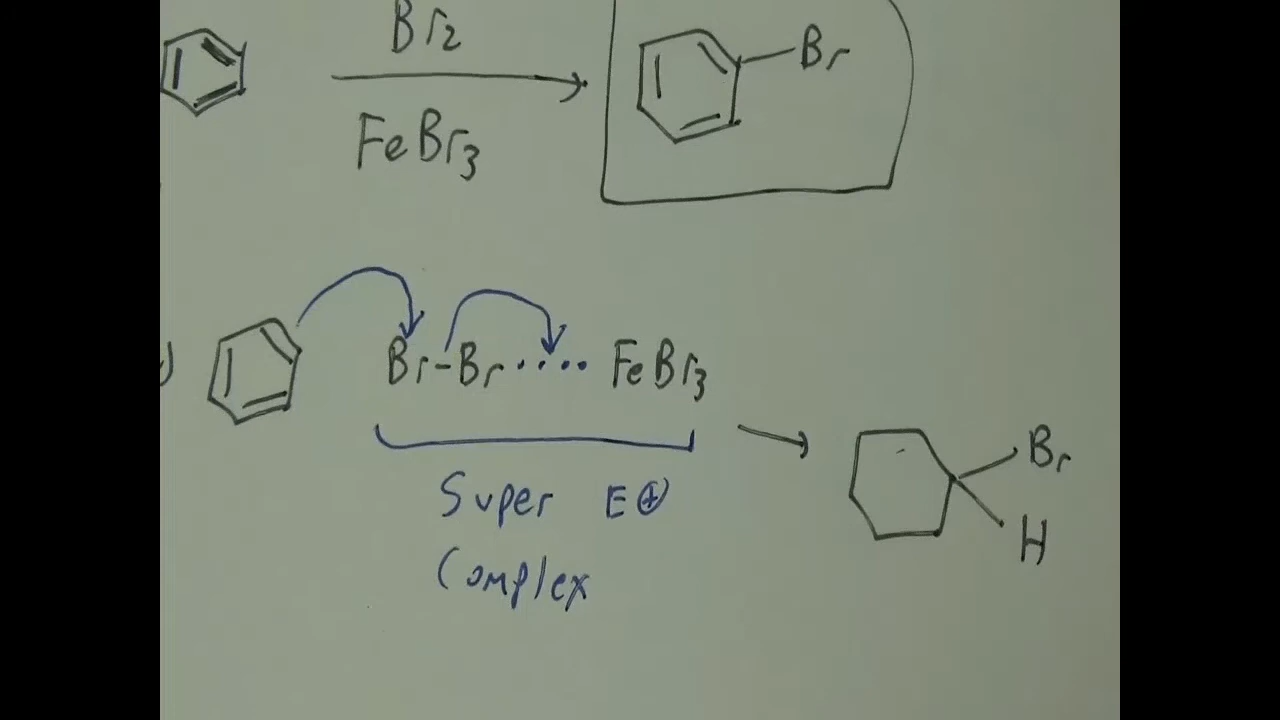 Br2
Br
FeBr3
Br-Br····· FeBr3
Super E⊕
Complex
Br
H